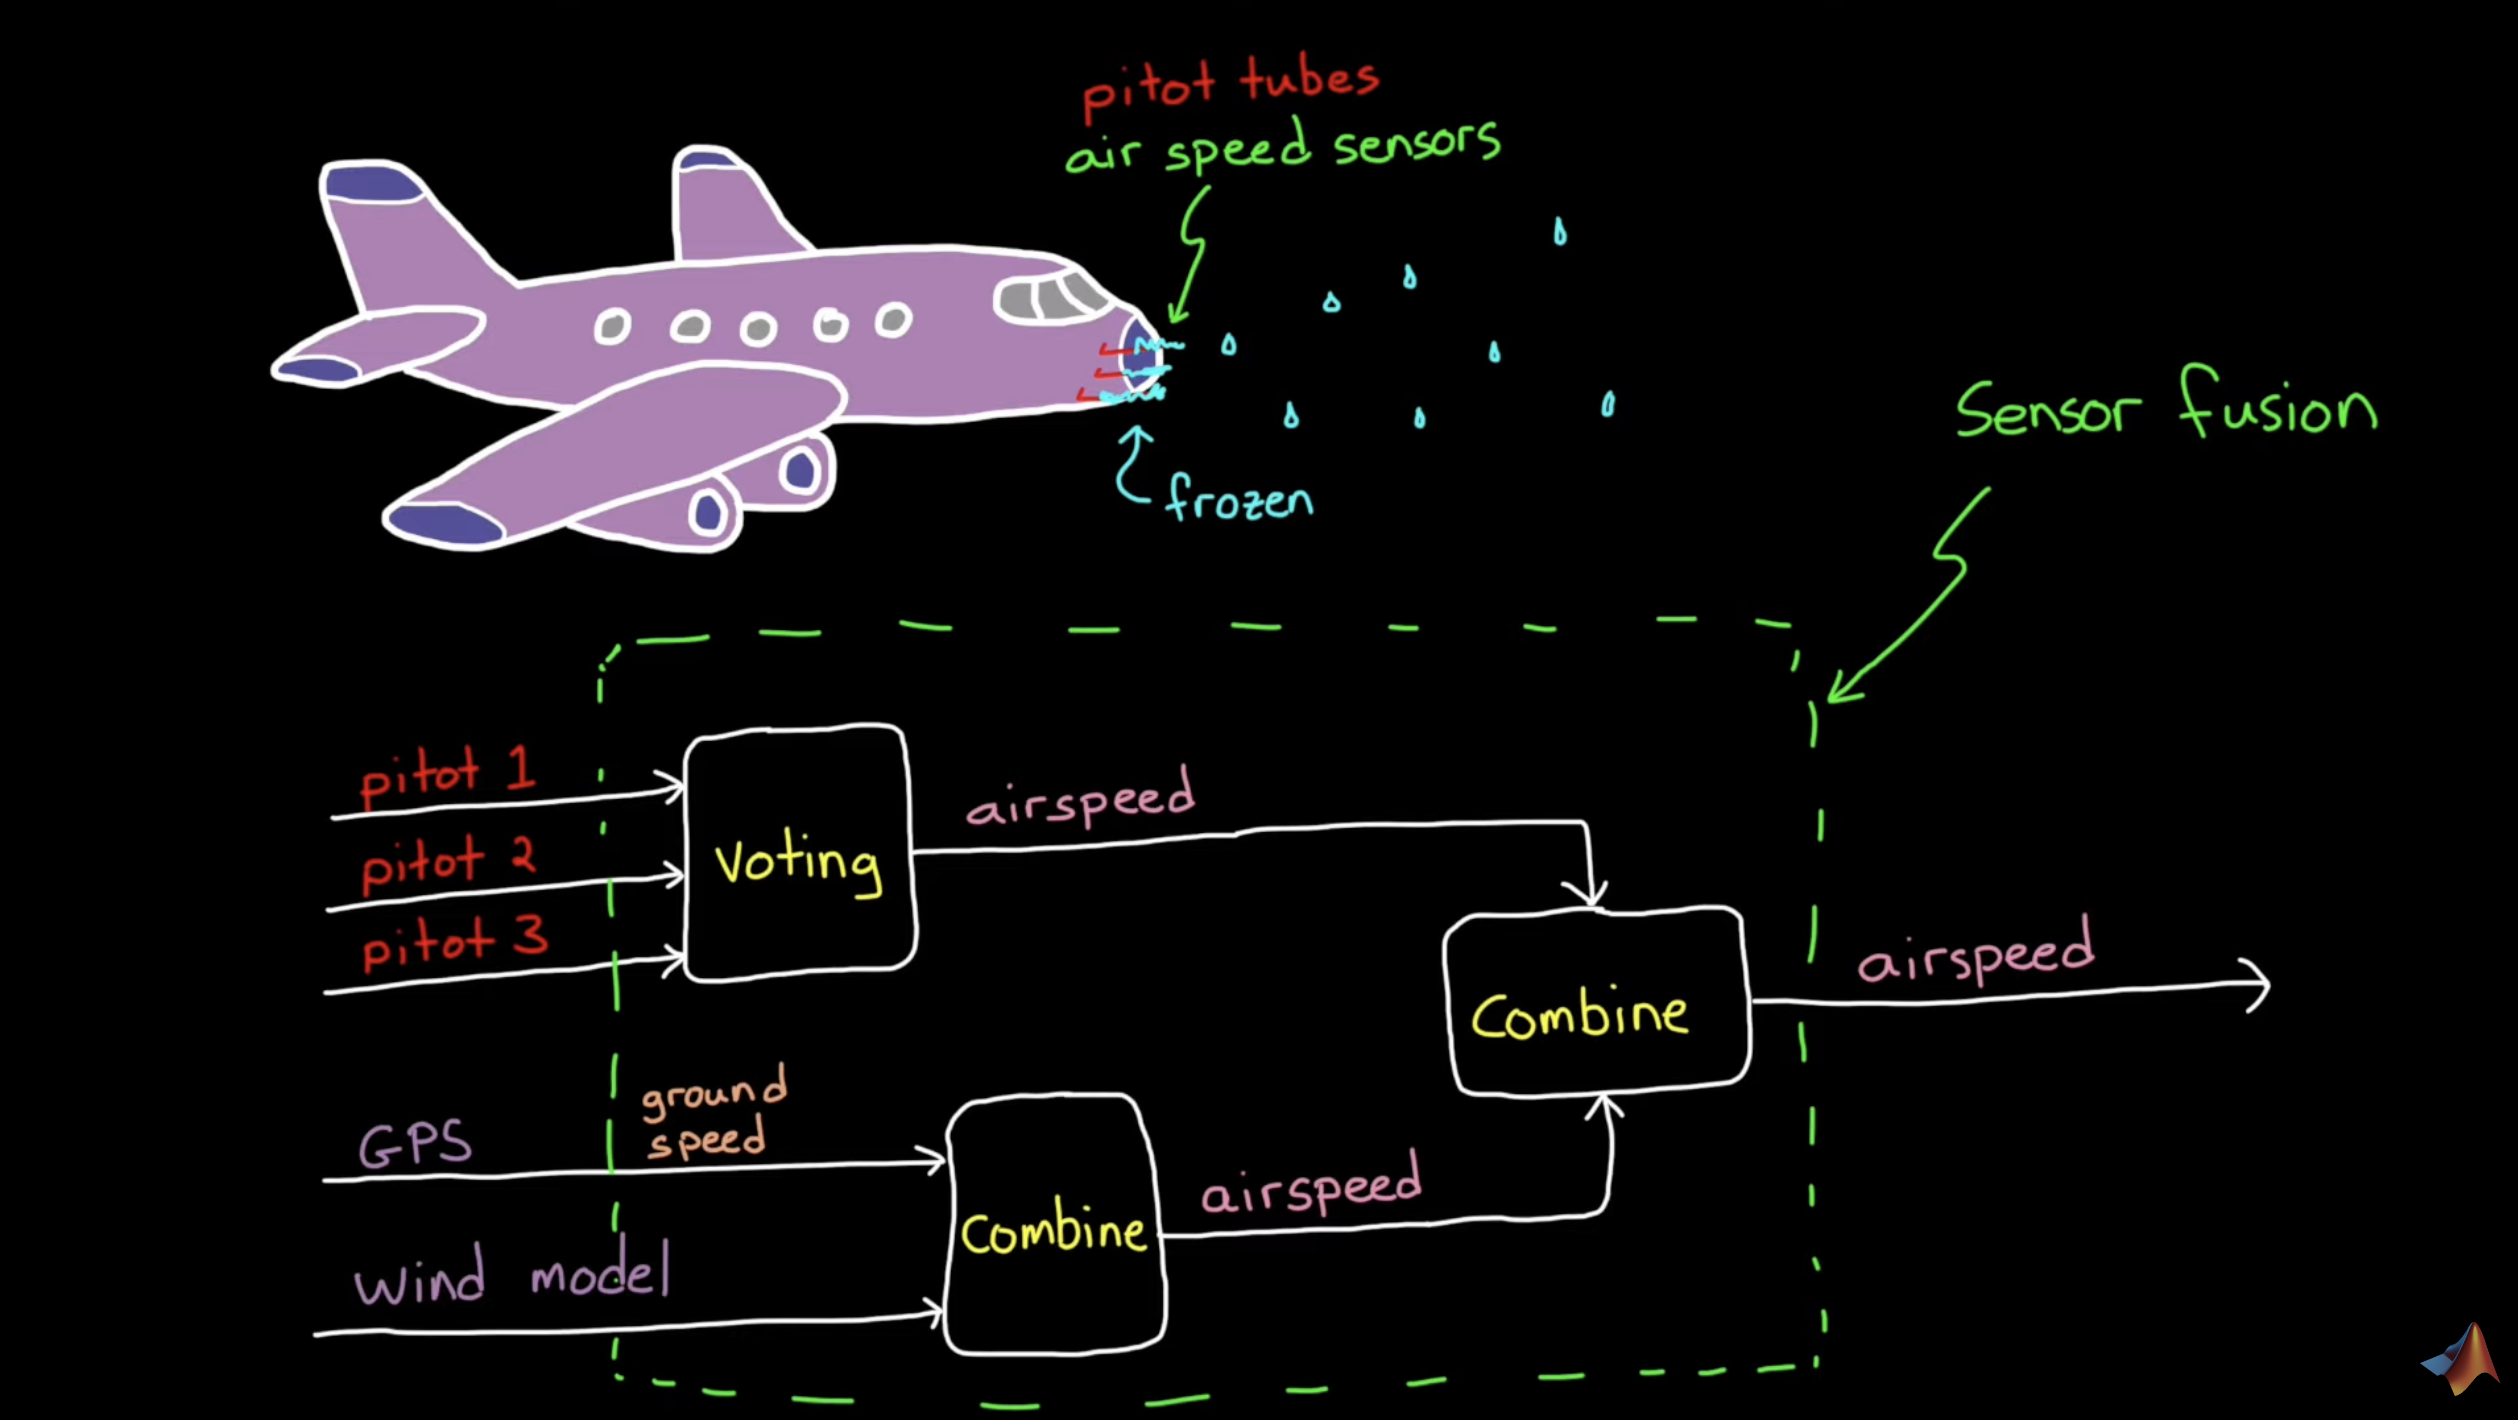 pitot tubes
air speed sensors
frozen
Sensor fusion
pitot 1
pitot 2
pitot 3
Voting
airspeed
Combine
airspeed
GPS
ground
speed
Wind model
Combine
airspeed